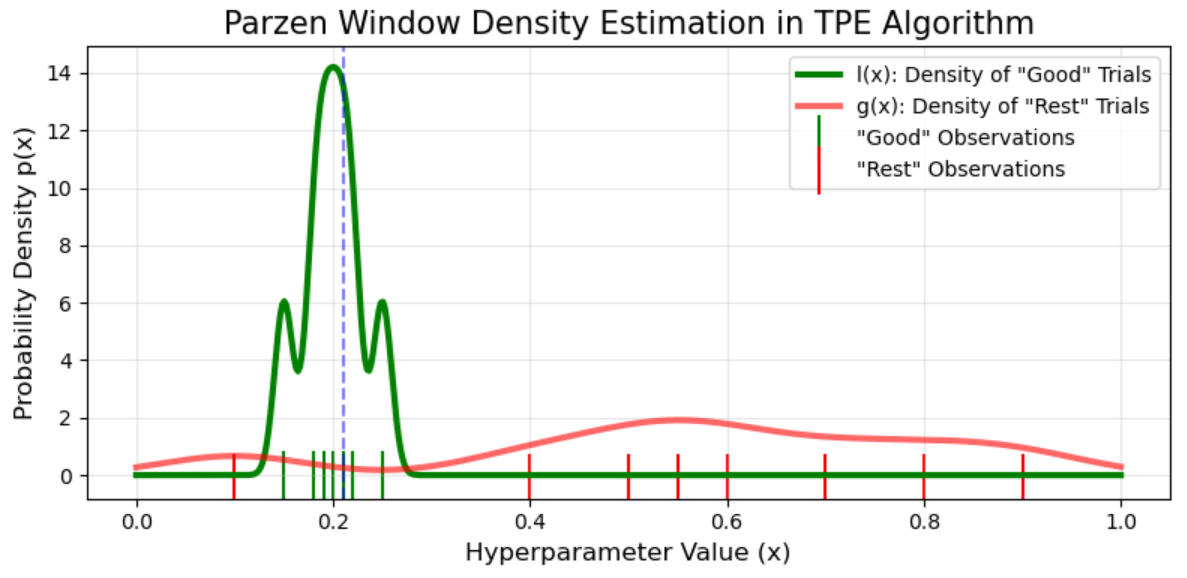 Parzen Window Density Estimation in TPE Algorithm
Probability Density p(x)
14
12
10
8
6
4
2
0
l(x): Density of "Good" Trials
g(x): Density of "Rest" Trials
"Good" Observations
"Rest" Observations
0.0
0.2
0.4
0.6
0.8
1.0
Hyperparameter Value (x)